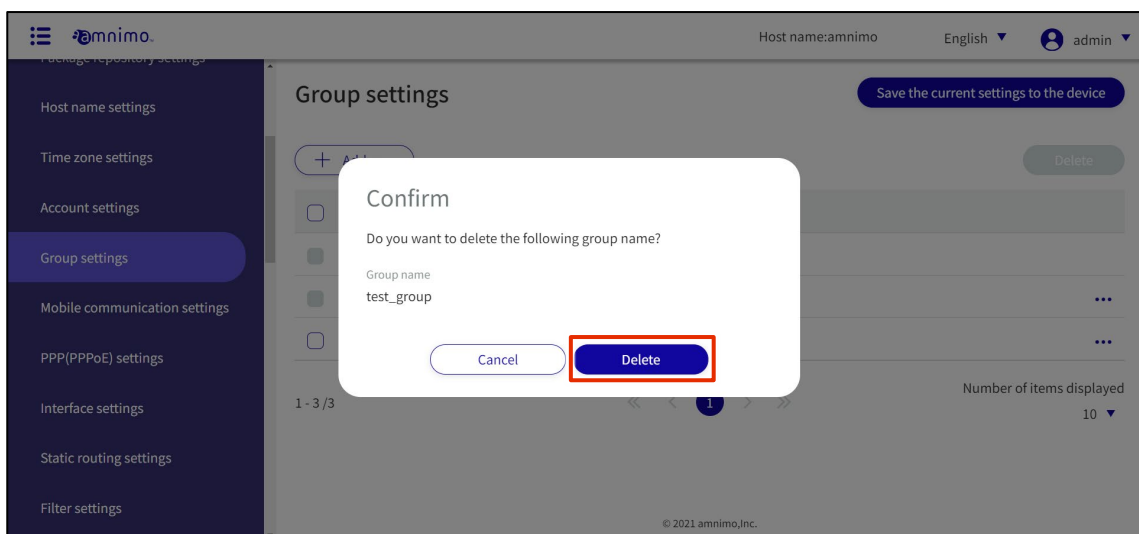 amnimo
Host name:amnimo
English
admin
Package repository settings
Host name settings
Time zone settings
Account settings
Group settings
Mobile communication settings
PPP(PPPoE) settings
Interface settings
Static routing settings
Filter settings
Group settings
Save the current settings to the device
Delete
Confirm
Do you want to delete the following group name?
Group name
test_group
Cancel
Delete
1 - 3 /3
1
Number of items displayed
10
© 2021 amnimo,Inc.